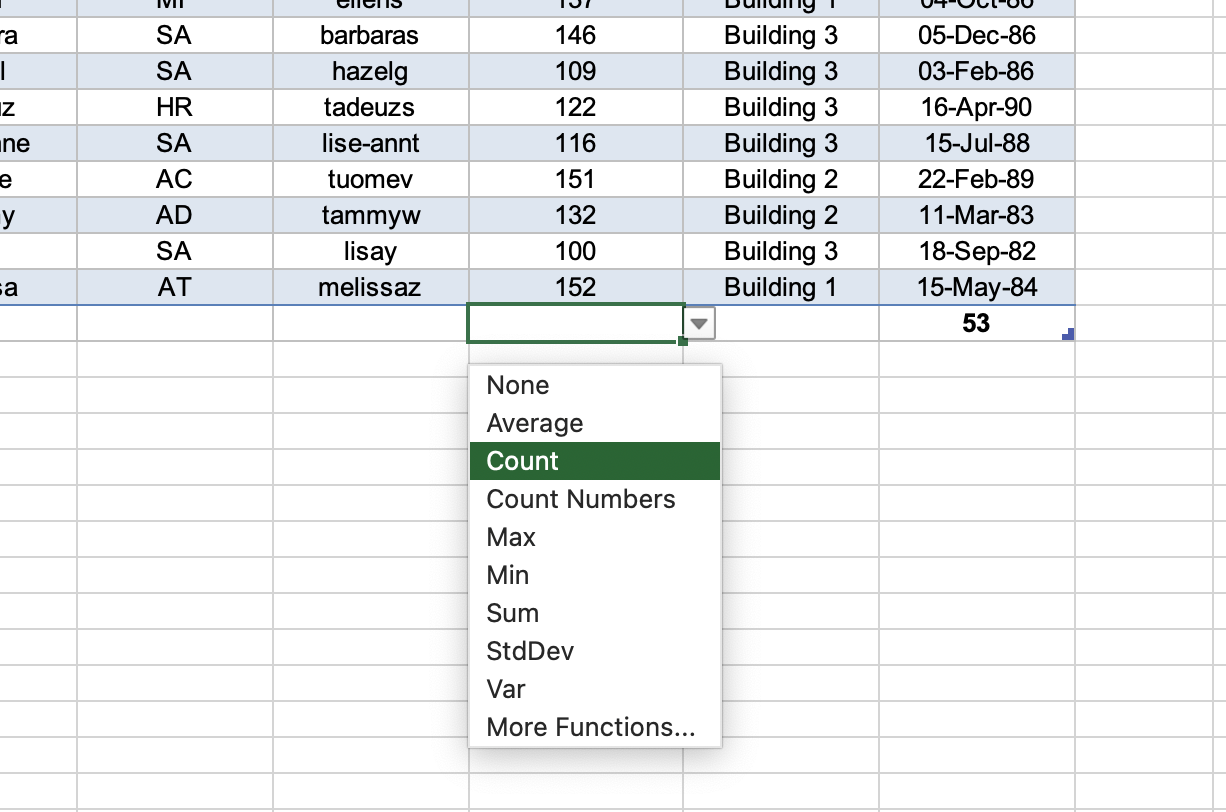 MI ellens 137 Building 1 04-Oct-86
ra SA barbaras 146 Building 3 05-Dec-86
l SA hazelg 109 Building 3 03-Feb-86
uz HR tadeuzs 122 Building 3 16-Apr-90
nne SA lise-annt 116 Building 3 15-Jul-88
e AC tuomev 151 Building 2 22-Feb-89
y AD tammyw 132 Building 2 11-Mar-83
SA lisay 100 Building 3 18-Sep-82
sa AT melissaz 152 Building 1 15-May-84
53
None
Average
Count
Count Numbers
Max
Min
Sum
StdDev
Var
More Functions...